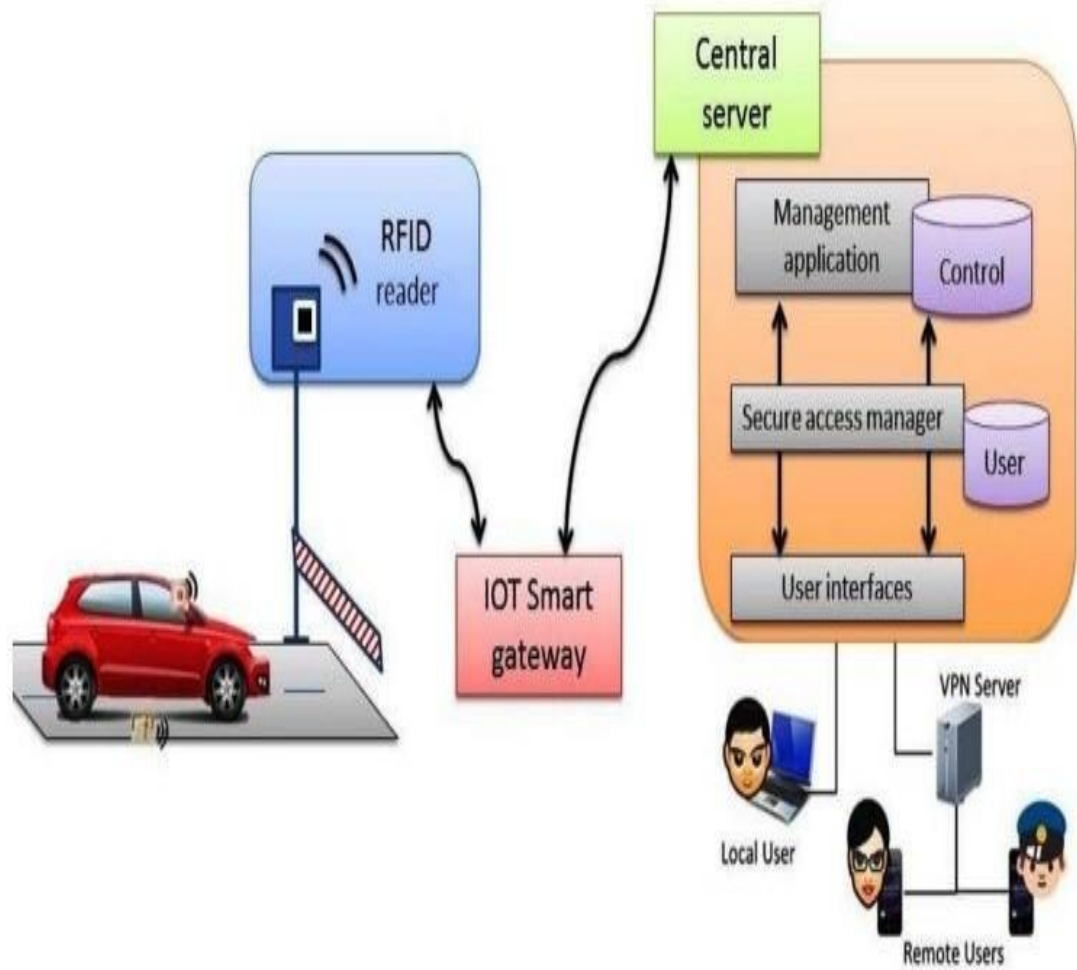 Central
server
RFID
reader
Management
application
Control
Secure access manager
User
IOT Smart
gateway
User interfaces
VPN Server
Local User
Remote Users